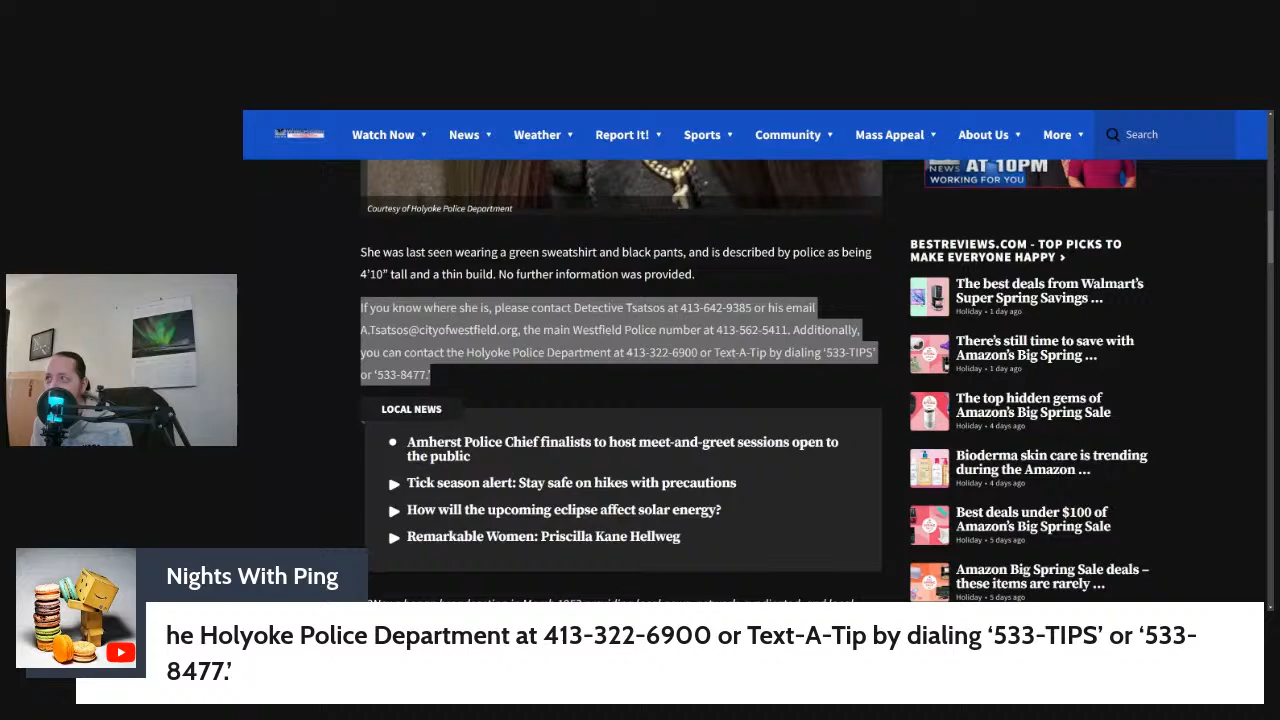 Watch Now News Weather Report It! Sports Community Mass Appeal About Us More Search
NEWS AT 10PM
WORKING FOR YOU
Courtesy of Holyoke Police Department
She was last seen wearing a green sweatshirt and black pants, and is described by police as being
4'10” tall and a thin build. No further information was provided.
If you know where she is, please contact Detective Tsatsos at 413-642-9385 or his email
A.Tsatsos@cityofwestfield.org, the main Westfield Police number at 413-562-5411. Additionally,
you can contact the Holyoke Police Department at 413-322-6900 or Text-A-Tip by dialing ‘533-TIPS’
or ‘533-8477.’
LOCAL NEWS
Amherst Police Chief finalists to host meet-and-greet sessions open to
the public
Tick season alert: Stay safe on hikes with precautions
How will the upcoming eclipse affect solar energy?
Remarkable Women: Priscilla Kane Hellweg
BESTREVIEWS.COM - TOP PICKS TO
MAKE EVERYONE HAPPY ›
The best deals from Walmart’s
Super Spring Savings …
Holiday • 1 day ago
There’s still time to save with
Amazon’s Big Spring …
Holiday • 1 day ago
The top hidden gems of
Amazon’s Big Spring Sale
Holiday • 4 days ago
Bioderma skin care is trending
during the Amazon …
Holiday • 4 days ago
Best deals under $100 of
Amazon’s Big Spring Sale
Holiday • 5 days ago
Amazon Big Spring Sale deals –
these items are rarely …
Holiday • 5 days ago
Nights With Ping
he Holyoke Police Department at 413-322-6900 or Text-A-Tip by dialing ‘533-TIPS’ or ‘533-
8477.’